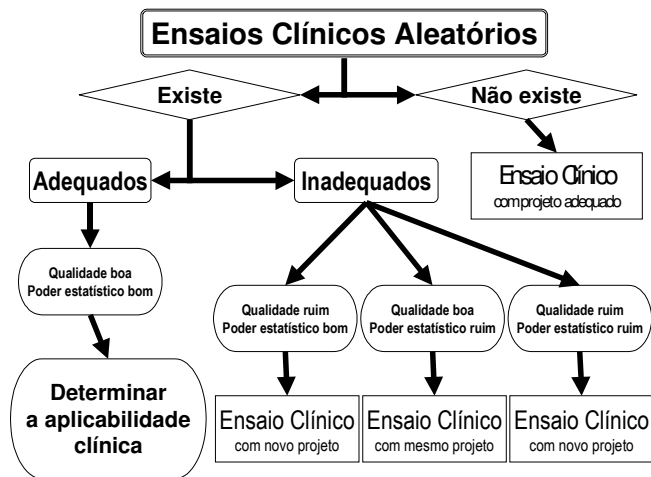 Ensaios Clínicos Aleatórios
Existe
Não existe
Ensaio Clínico
com projeto adequado
Adequados
Inadequados
Qualidade boa
Poder estatístico bom
Qualidade ruim
Poder estatístico bom
Qualidade boa
Poder estatístico ruim
Qualidade ruim
Poder estatístico ruim
Determinar
a aplicabilidade
clínica
Ensaio Clínico
com novo projeto
Ensaio Clínico
com mesmo projeto
Ensaio Clínico
com novo projeto